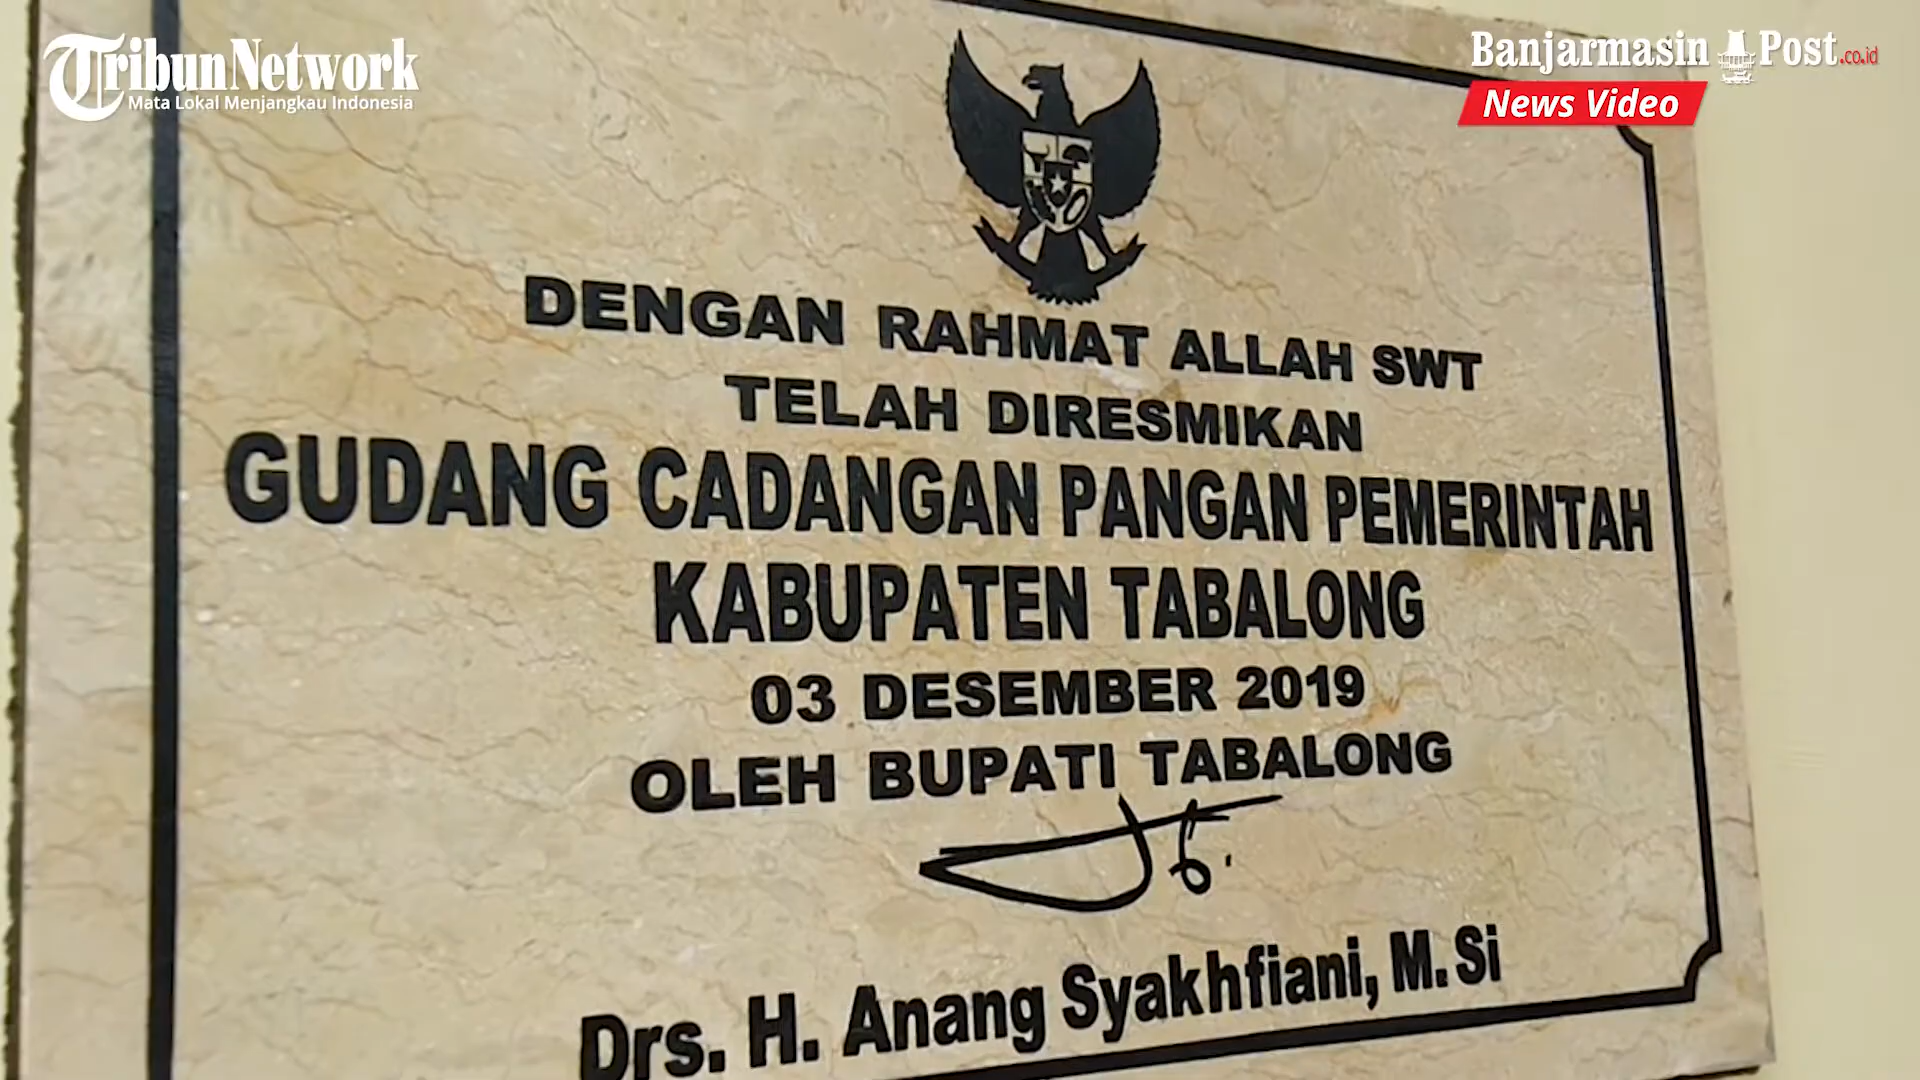 TribunNetwork
Mata Lokal Menjangkau Indonesia
Banjarmasin Post.co.id
News Video
DENGAN RAHMAT ALLAH SWT
TELAH DIRESMIKAN
GUDANG CADANGAN PANGAN PEMERINTAH
KABUPATEN TABALONG
03 DESEMBER 2019
OLEH BUPATI TABALONG
Drs. H. Anang Syakhfiani, M.Si